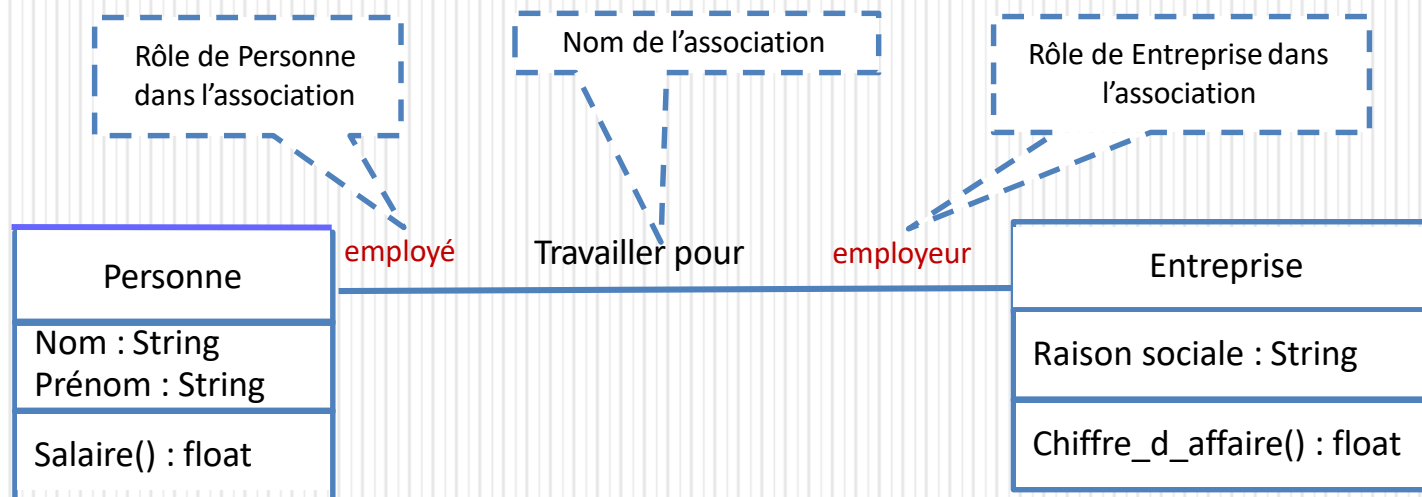 Rôle de Personne
dans l’association
Nom de l’association
Rôle de Entreprise dans
l’association
employé
Travailler pour
employeur
Personne
Nom : String
Prénom : String
Salaire() : float
Entreprise
Raison sociale : String
Chiffre_d_affaire() : float